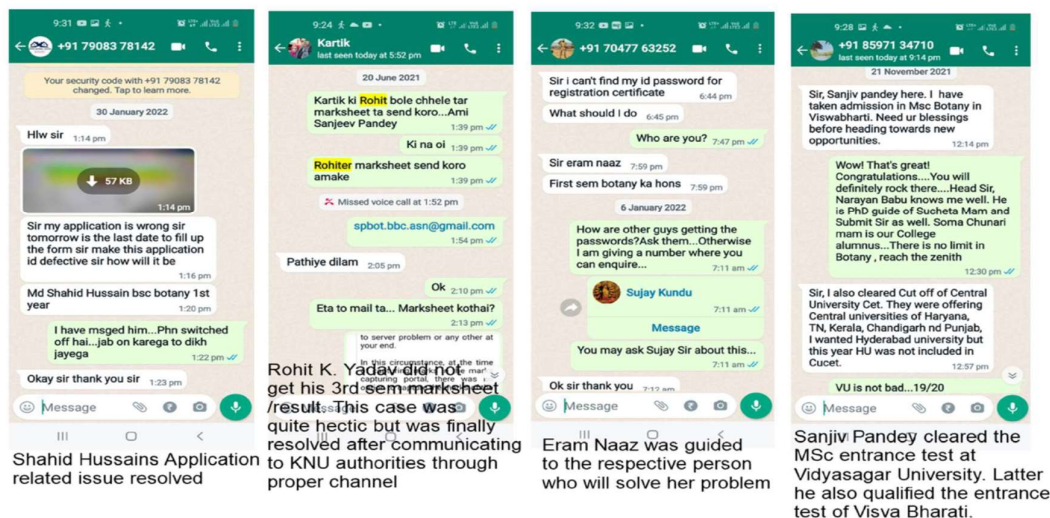 9:31
+91 79083 78142
Your security code with +91 79083 78142
changed. Tap to learn more.
30 January 2022
Hlw sir 1:14 pm
57 KB
1:14 pm
Sir my application is wrong sir
tomorrow is the last date to fill up
the form sir make this application
id defective sir how will it be
1:16 pm
Md Shahid Hussain bsc botany 1st
year 1:20 pm
I have msged him...Phn switched
off hai...jab on karega to dikh
jayega 1:22 pm
Okay sir thank you sir 1:23 pm
Message
Shahid Hussains Application
related issue resolved
9:24
Kartik
last seen today at 5:52 pm
20 June 2021
Kartik ki Rohit bole chhele tar
marksheet ta send koro...Ami
Sanjeev Pandey 1:39 pm
Ki na oi 1:39 pm
Rohiter marksheet send koro
amake 1:39 pm
Missed voice call at 1:52 pm
spbot.bbc.asn@gmail.com
1:54 pm
Pathiye dilam 2:05 pm
Ok 2:10 pm
Eta to mail ta... Marksheet kothai?
2:13 pm
to server problem or any other at
your end.
In this circumstance, at the time
capturing portal, there was
Rohit K. Yadav did not
get his 3rd sem marksheet
/result. This case was
quite hectic but was finally
resolved after communicating
to KNU authorities through
proper channel
9:32
+91 70477 63252
Sir i can't find my id password for
registration certificate 6:44 pm
What should I do 6:45 pm
Who are you? 7:47 pm
Sir eram naaz 7:59 pm
First sem botany ka hons 7:59 pm
6 January 2022
How are other guys getting the
passwords?Ask them...Otherwise
I am giving a number where you
can enquire... 7:11 am
Sujay Kundu
7:11 am
Message
You may ask Sujay Sir about this...
7:11 am
Ok sir thank you 7:12 am
Message
Eram Naaz was guided
to the respective person
who will solve her problem
9:28
+91 85971 34710
last seen today at 9:14 pm
21 November 2021
Sir, Sanjiv pandey here. I have
taken admission in Msc Botany in
Viswabharti. Need ur blessings
before heading towards new
opportunities. 12:14 pm
Wow! That's great!
Congratulations....You will
definitely rock there....Head Sir,
Narayan Babu knows me well. He
is PhD guide of Sucheta Mam and
Submit Sir as well. Soma Chunari
mam is our College
alumnus...There is no limit in
Botany , reach the zenith
12:30 pm
Sir, I also cleared Cut off of Central
University Cet. They were offering
Central universities of Haryana,
TN, Kerala, Chandigarh nd Punjab,
I wanted Hyderabad university but
this year HU was not included in
Cucet. 12:57 pm
VU is not bad...19/20
Message
Sanjiv Pandey cleared the
MSc entrance test at
Vidyasagar University. Latter
he also qualified the entrance
test of Visva Bharati.